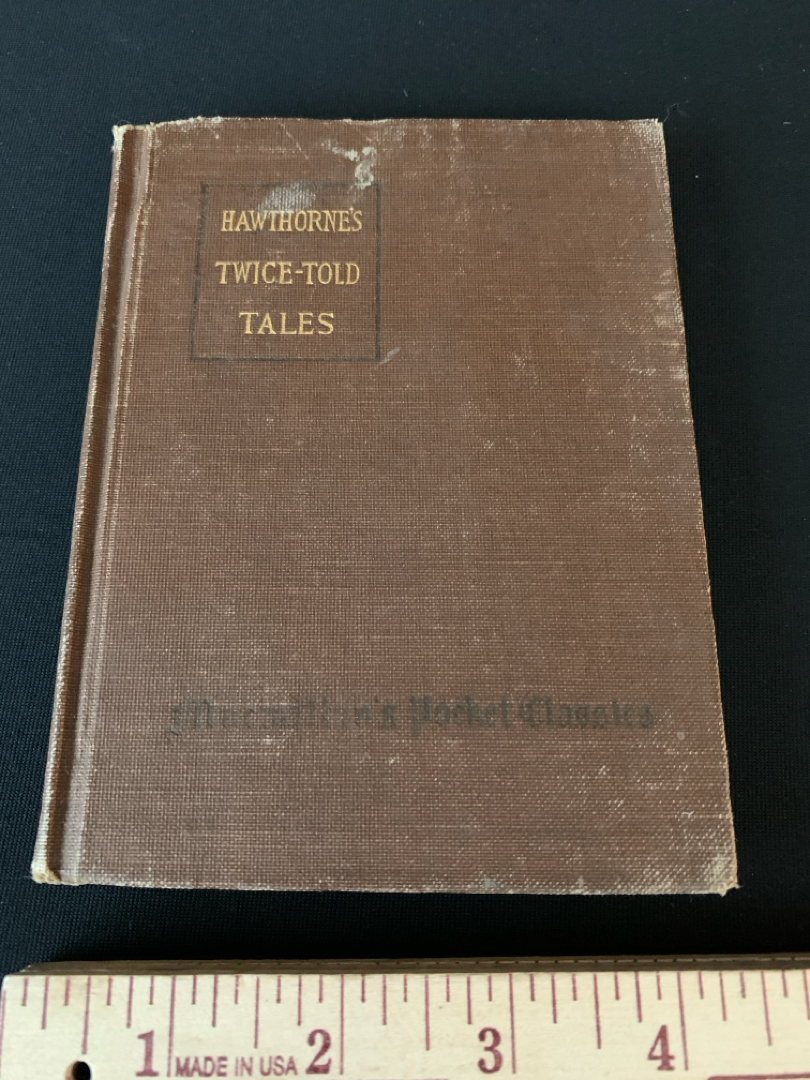 HAWTHORNE'S
TWICE-TOLD
TALES
Macmillan's Pocket Classics
1 MADE IN USA 2 3 4